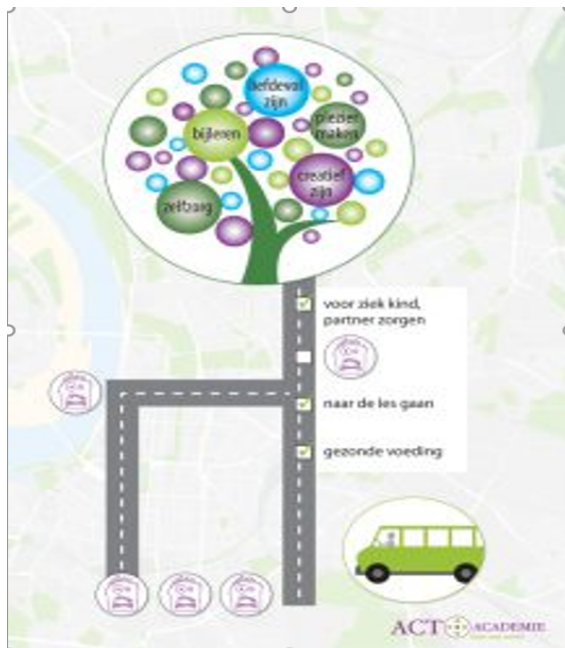 liefdevol
zijn
plezier
maken
bijleren
creatief
zijn
zelfzorg
voor ziek kind,
partner zorgen
naar de les gaan
gezonde voeding
ACT ACADEMIE